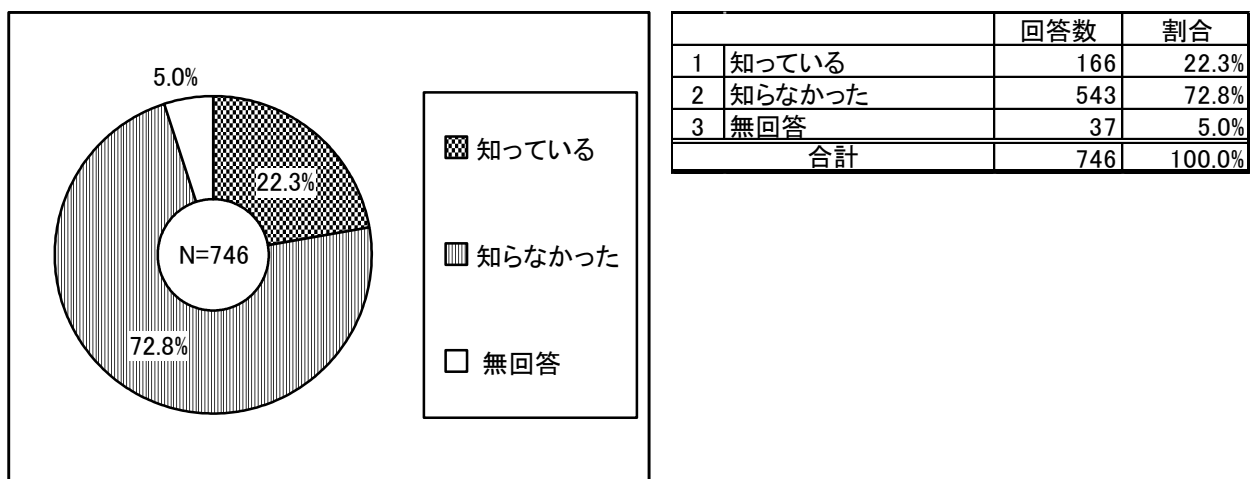 5.0%
22.3%
N=746
72.8%
知っている
知らなかった
無回答
回答数 割合
1 知っている 166 22.3%
2 知らなかった 543 72.8%
3 無回答 37 5.0%
合計 746 100.0%